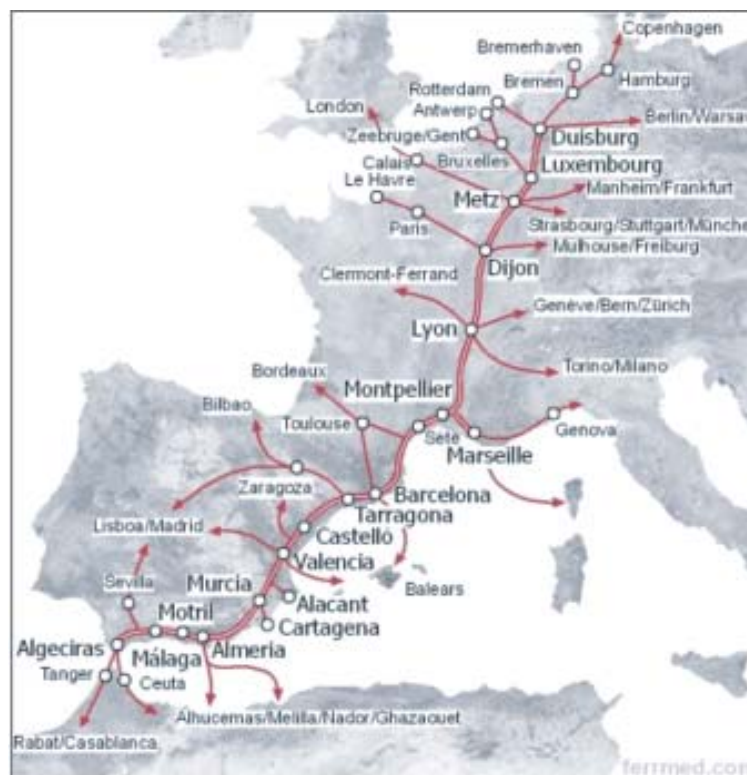 Copenhagen
Bremerhaven
Bremen
Hamburg
Rotterdam
London
Antwerp
Berlin/Warsaw
Zeebruge/Gent
Duisburg
Bruxelles
Luxembourg
Calais
Le Havre
Metz
Manheim/Frankfurt
Paris
Strasbourg/Stuttgart/Münche
Mulhouse/Freiburg
Dijon
Clermont-Ferrand
Genève/Bern/Zürich
Lyon
Torino/Milano
Bordeaux
Montpellier
Bilbao
Toulouse
Sète
Genova
Marseille
Zaragoza
Barcelona
Tarragona
Lisboa/Madrid
Castelló
Valencia
Sevilla
Murcia
Balears
Alacant
Motril
Cartagena
Algeciras
Málaga
Almeria
Tanger
Ceuta
Alhucemas/Melilla/Nador/Ghazaouet
Rabat/Casablanca
ferrmed.com